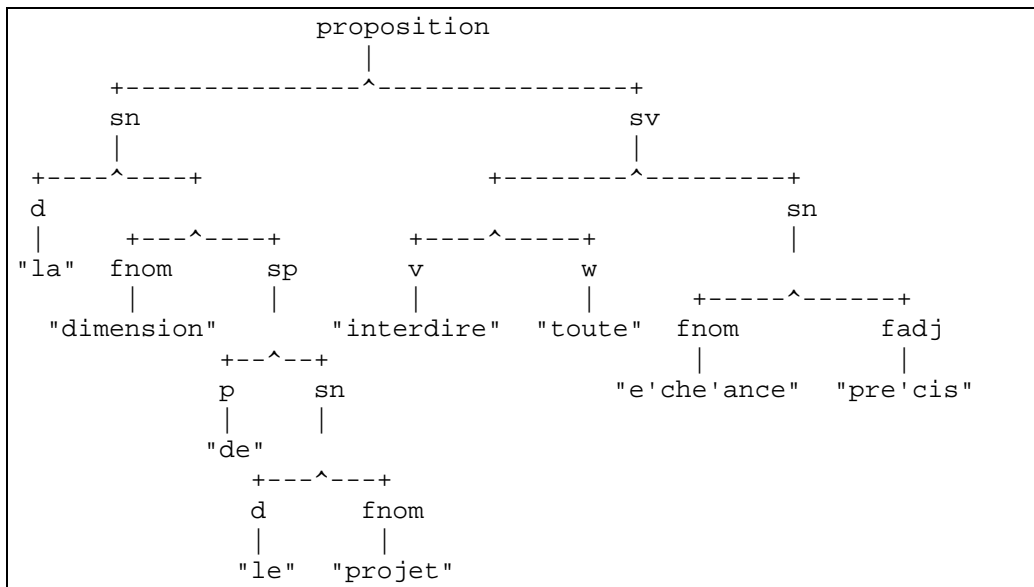 proposition
|
+---------------^----------------+
sn sv
| |
+----^----+ +--------^---------+
d sn
| +---^----+ +----^-----+ |
"la" fnom sp v w
| | | | +-----^------+
"dimension" "interdire" "toute" fnom fadj
+--^--+ | |
p sn "e'che'ance" "pre'cis"
| |
"de"
+---^---+
d fnom
| |
"le" "projet"